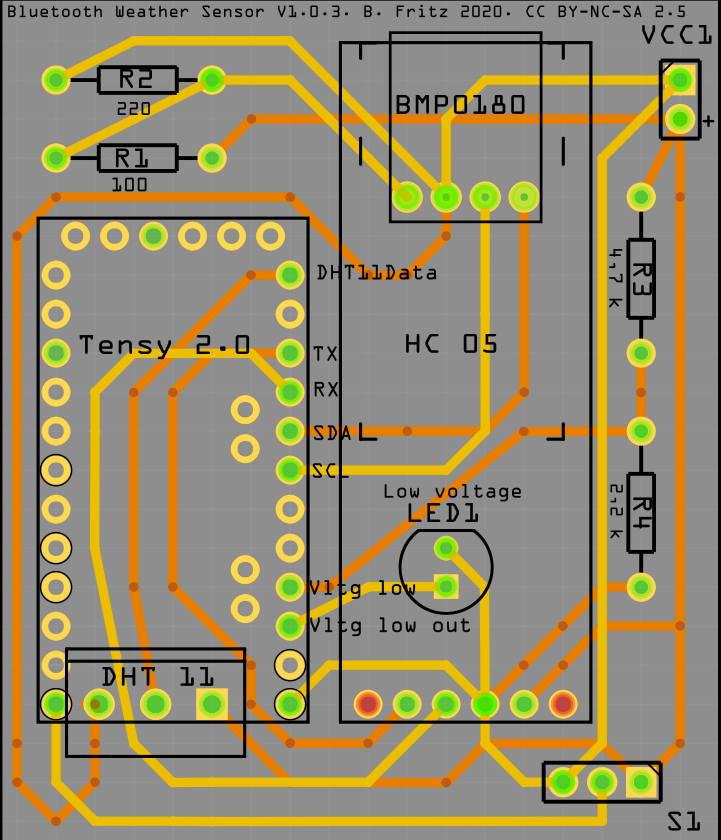 Bluetooth Weather Sensor V1.0.3. B. Fritz 2020. CC BY-NC-SA 2.5
VCC1
R2
BMP0180
220
+
R1
100
DHT11Data
4,7 k
R3
Tensy 2.0
HC 05
TX
RX
SDA
SCL
Low voltage
LED1
2,2 k
R4
Vltg low
Vltg low out
DHT 11
S1